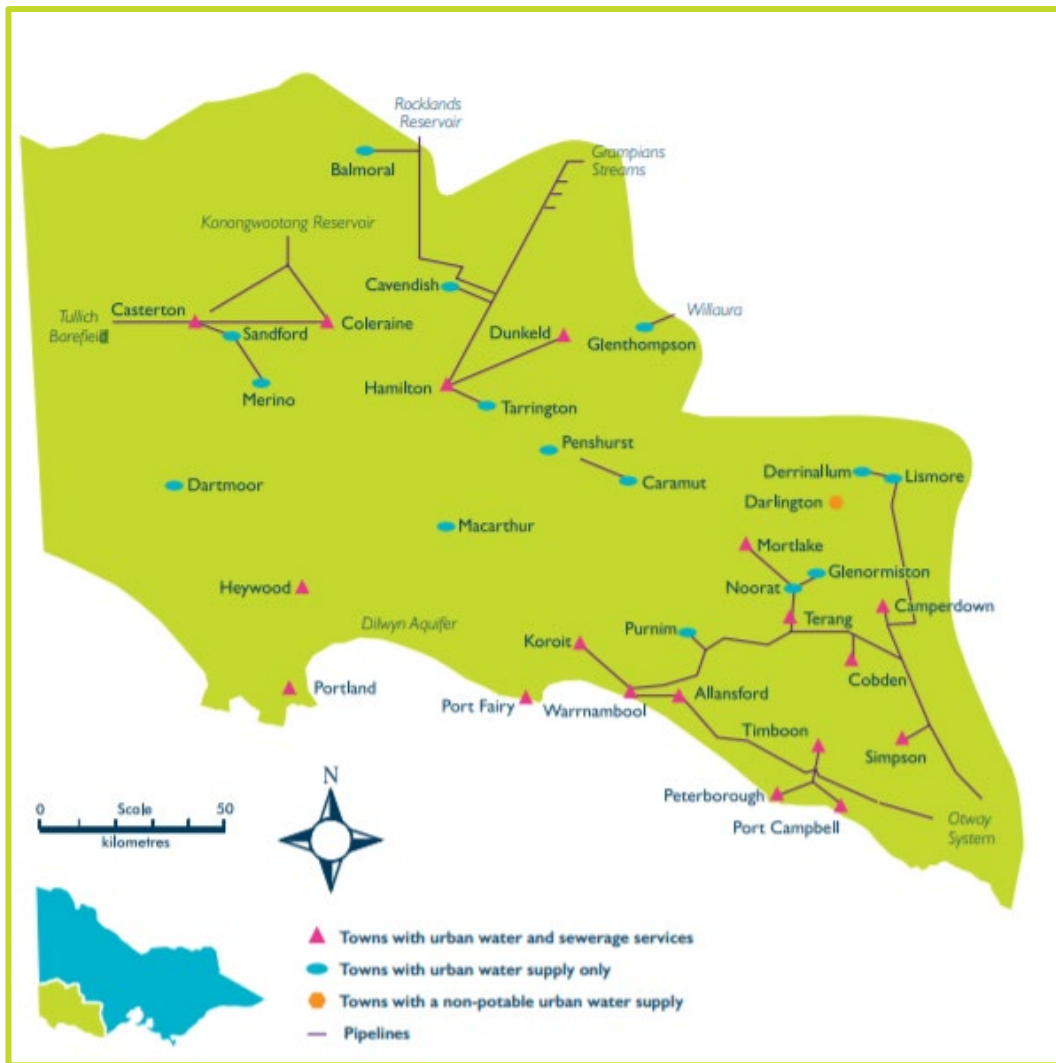 Rocklands
Reservoir
Grampians
Streams
Balmoral
Konongwootong Reservoir
Cavendish
Willaura
Tullich
Borefield
Casterton
Sandford
Coleraine
Dunkeld
Glenthompson
Merino
Hamilton
Tarrington
Penshurst
Caramut
Derrinallum
Lismore
Dartmoor
Darlington
Macarthur
Mortlake
Glenormiston
Noorat
Heywood
Camperdown
Dilwyn Aquifer
Koroit
Purnim
Terang
Cobden
Portland
Port Fairy
Warrnambool
Allansford
Timboon
Simpson
Peterborough
Port Campbell
Otway
System
N
0 Scale 50
kilometres
Towns with urban water and sewerage services
Towns with urban water supply only
Towns with a non-potable urban water supply
Pipelines